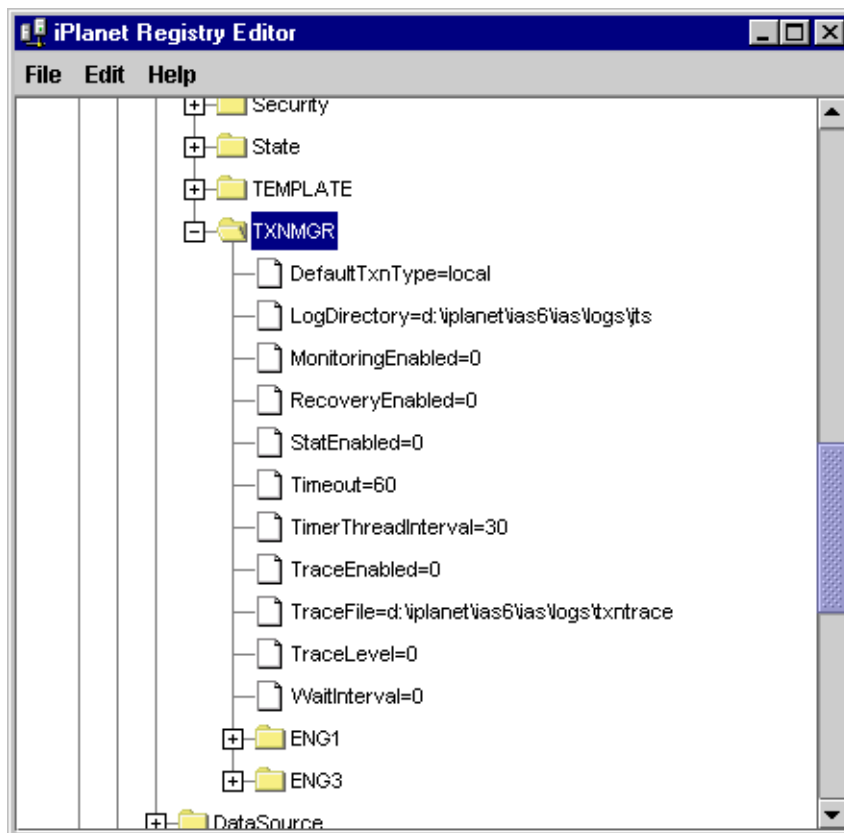 iPlanet Registry Editor
File Edit Help
Security
State
TEMPLATE
TXNMGR
DefaultTxnType=local
LogDirectory=d:\iplanet\ias6\ias\logs\jts
MonitoringEnabled=0
RecoveryEnabled=0
StatEnabled=0
Timeout=60
TimerThreadInterval=30
TraceEnabled=0
TraceFile=d:\iplanet\ias6\ias\logs\txntrace
TraceLevel=0
WaitInterval=0
ENG1
ENG3
DataSource